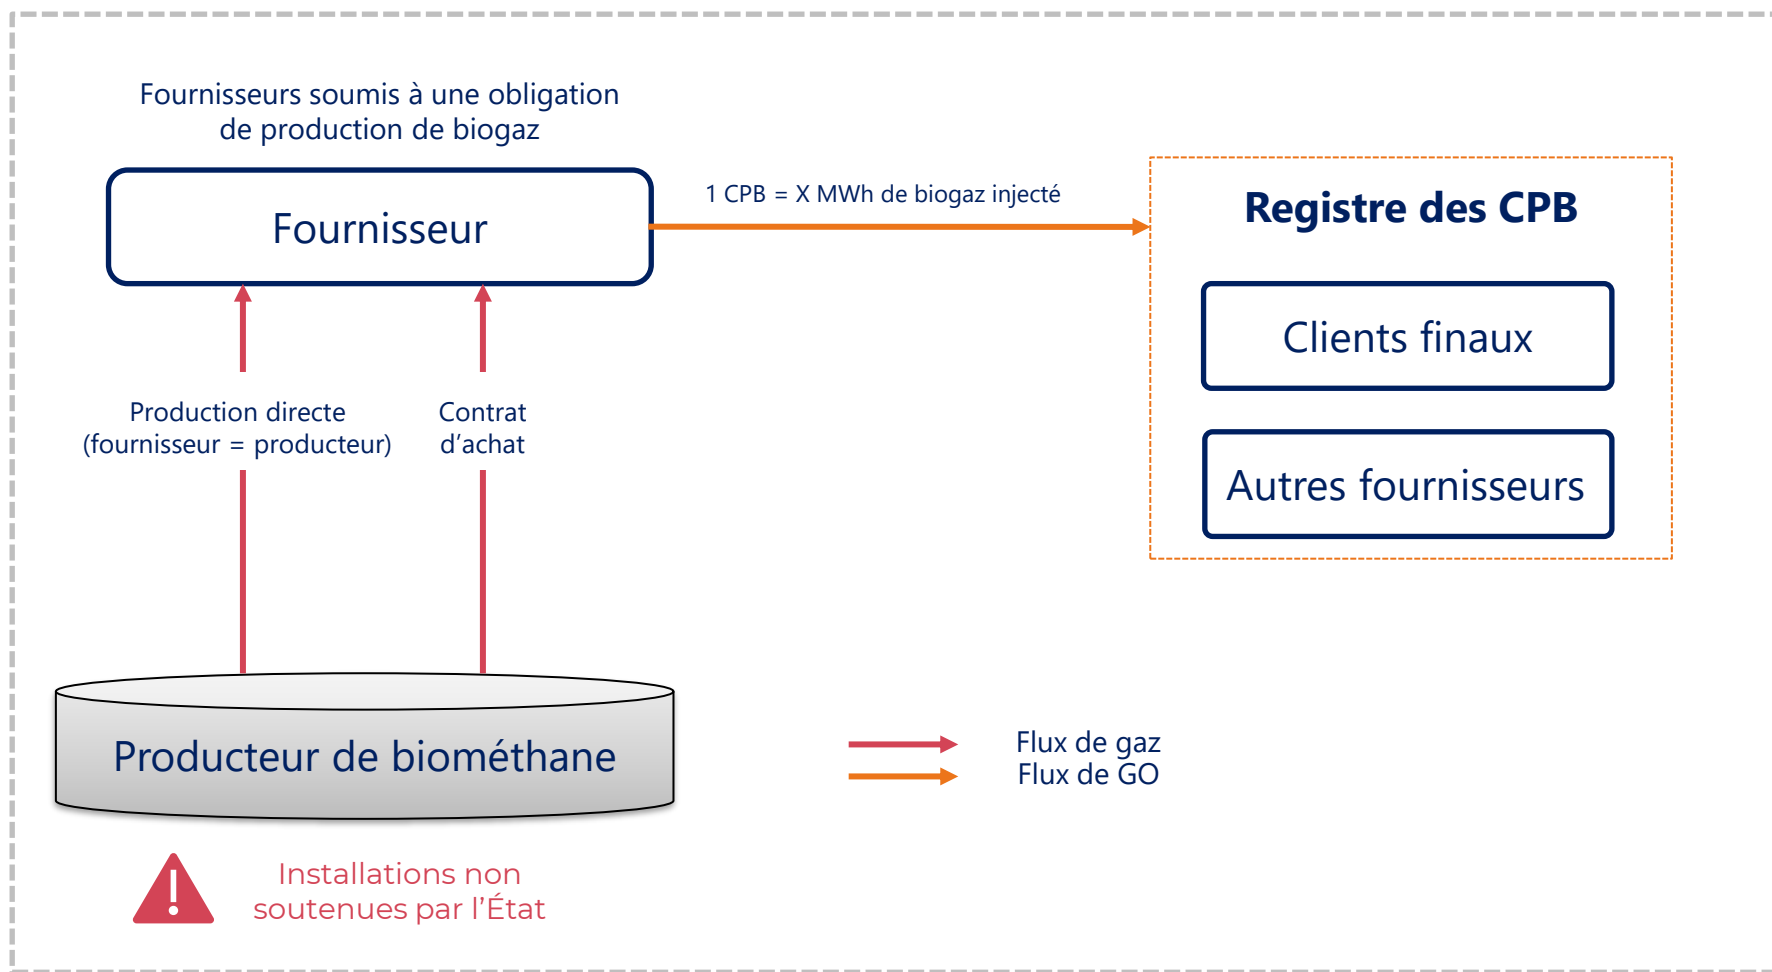 Fournisseurs soumis à une obligation
de production de biogaz
Fournisseur
1 CPB = X MWh de biogaz injecté
Registre des CPB
Clients finaux
Autres fournisseurs
Production directe
(fournisseur = producteur)
Contrat
d’achat
Producteur de biométhane
Flux de gaz
Flux de GO
Installations non
soutenues par l’État